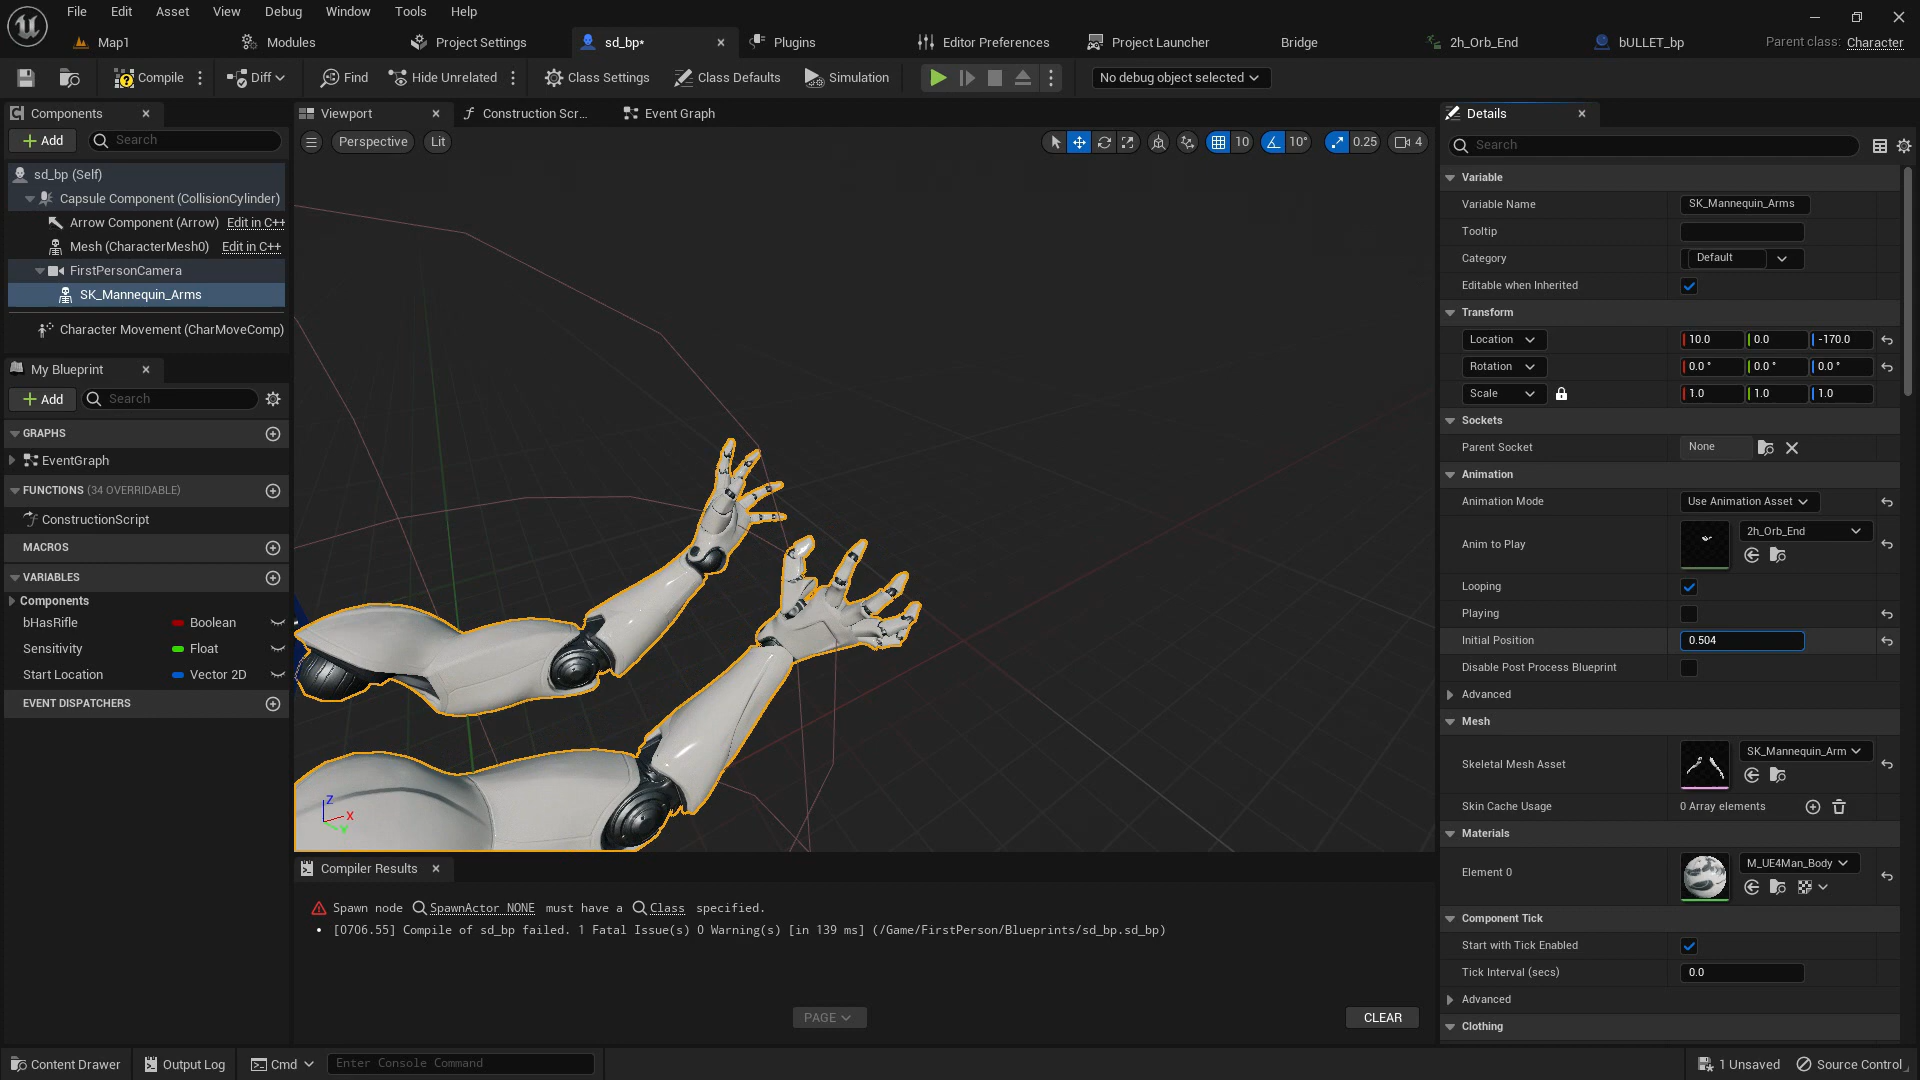 File Edit Asset View Debug Window Tools Help
Map1 Modules Project Settings sd_bp* Plugins Editor Preferences Project Launcher Bridge 2h_Orb_End bULLET_bp Parent class: Character
Compile Diff Find Hide Unrelated Class Settings Class Defaults Simulation No debug object selected
Components
Add Search
sd_bp (Self)
Capsule Component (CollisionCylinder)
Arrow Component (Arrow) Edit in C++
Mesh (CharacterMesh0) Edit in C++
FirstPersonCamera
SK_Mannequin_Arms
Character Movement (CharMoveComp)
My Blueprint
Add Search
GRAPHS
EventGraph
FUNCTIONS (34 OVERRIDABLE)
ConstructionScript
MACROS
VARIABLES
Components
bHasRifle Boolean
Sensitivity Float
Start Location Vector 2D
EVENT DISPATCHERS
Viewport Construction Scr... Event Graph
Perspective Lit 10 10° 0.25 4
Z
X
Y
Compiler Results
Spawn node SpawnActor NONE must have a Class specified.
[0706.55] Compile of sd_bp failed. 1 Fatal Issue(s) 0 Warning(s) [in 139 ms] (/Game/FirstPerson/Blueprints/sd_bp.sd_bp)
PAGE CLEAR
Details
Search
Variable
Variable Name SK_Mannequin_Arms
Tooltip
Category Default
Editable when Inherited
Transform
Location 10.0 0.0 -170.0
Rotation 0.0 ° 0.0 ° 0.0 °
Scale 1.0 1.0 1.0
Sockets
Parent Socket None
Animation
Animation Mode Use Animation Asset
Anim to Play 2h_Orb_End
Looping
Playing
Initial Position 0.504
Disable Post Process Blueprint
Advanced
Mesh
Skeletal Mesh Asset SK_Mannequin_Arm
Skin Cache Usage 0 Array elements
Materials
Element 0 M_UE4Man_Body
Component Tick
Start with Tick Enabled
Tick Interval (secs) 0.0
Advanced
Clothing
Content Drawer Output Log Cmd Enter Console Command 1 Unsaved Source Control